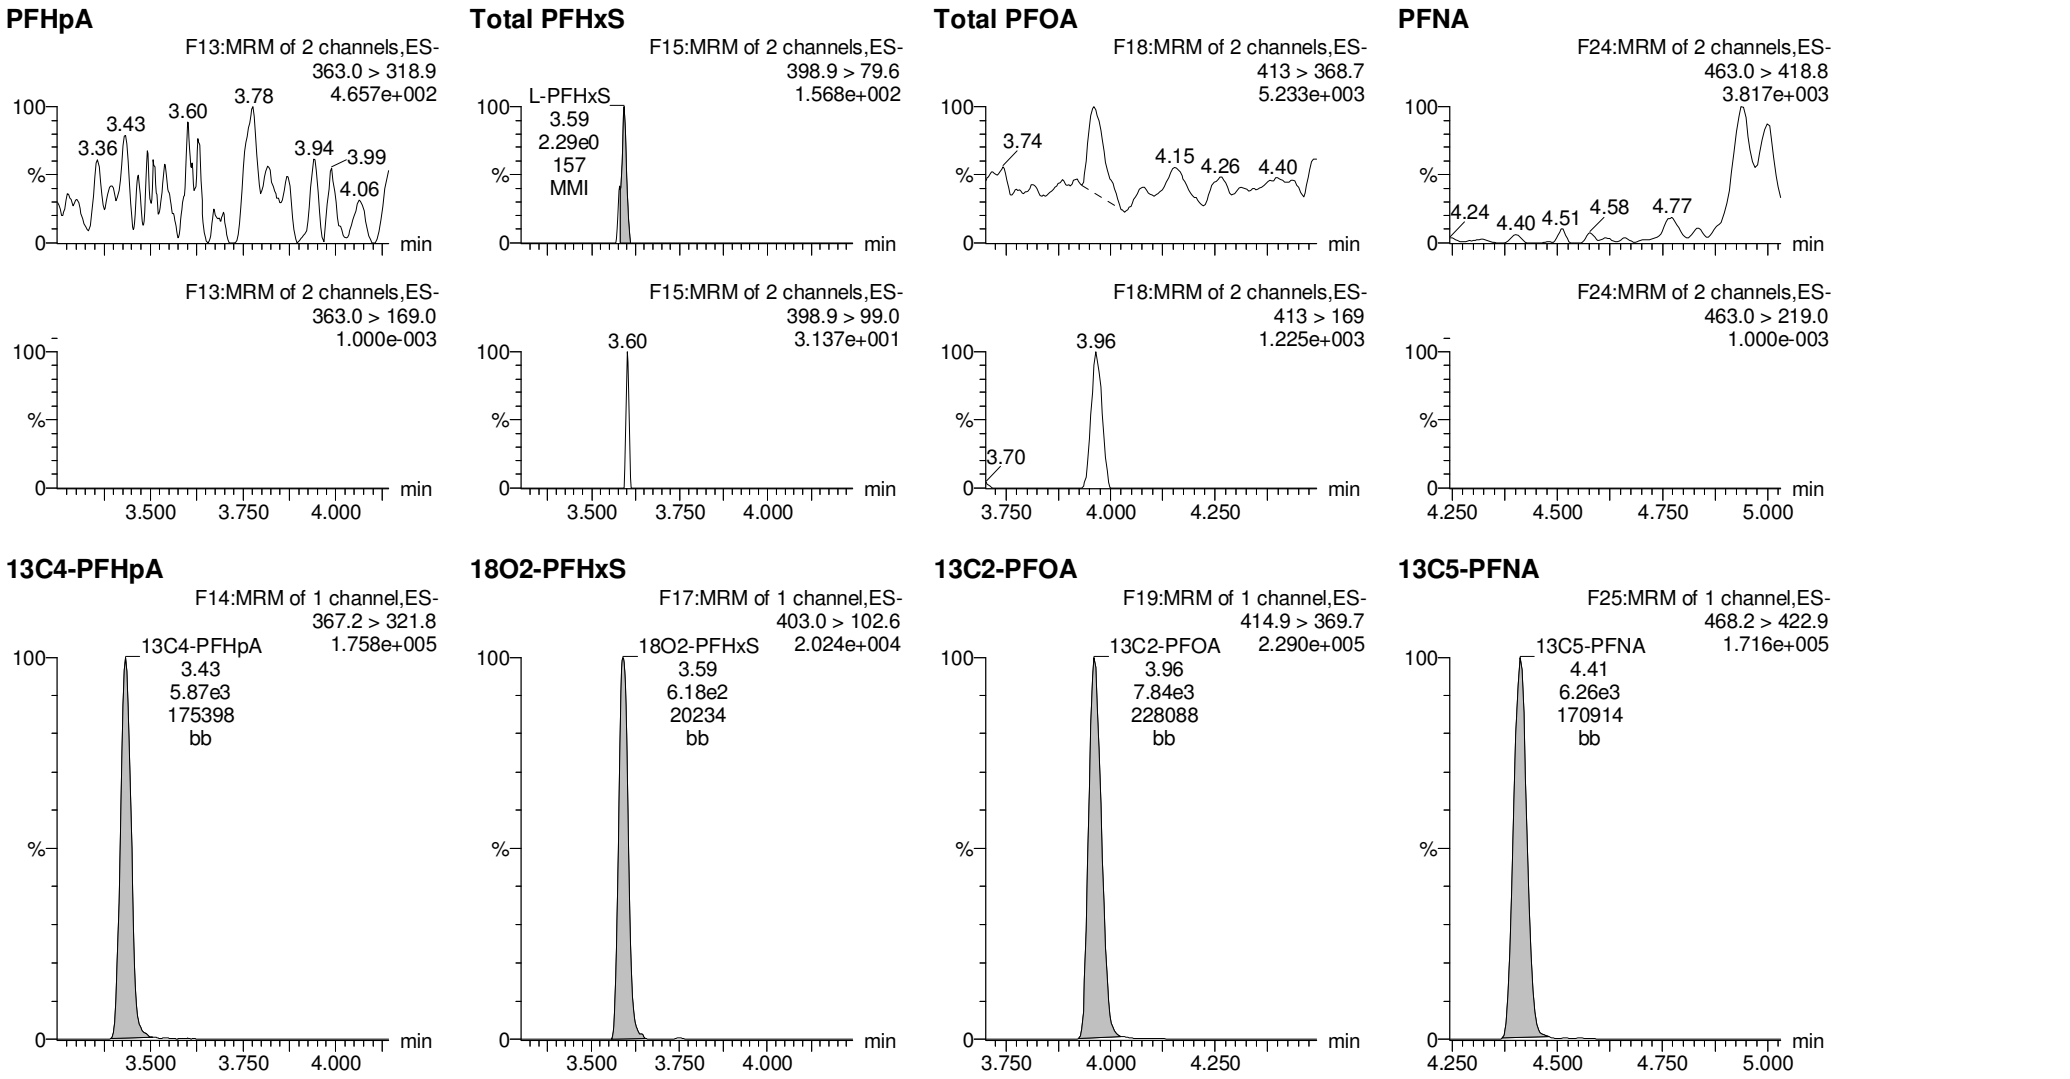 PFHpA
F13:MRM of 2 channels,ES-
363.0 > 318.9
4.657e+002
100
%
0
3.36
3.43
3.60
3.78
3.94
3.99
4.06
min
Total PFHxS
F15:MRM of 2 channels,ES-
398.9 > 79.6
1.568e+002
100
%
0
L-PFHxS
3.59
2.29e0
157
MMI
min
Total PFOA
F18:MRM of 2 channels,ES-
413 > 368.7
5.233e+003
100
%
0
3.74
4.15
4.26
4.40
min
PFNA
F24:MRM of 2 channels,ES-
463.0 > 418.8
3.817e+003
100
%
0
4.24
4.40
4.51
4.58
4.77
min
F13:MRM of 2 channels,ES-
363.0 > 169.0
1.000e-003
100
%
0
min
3.500 3.750 4.000
F15:MRM of 2 channels,ES-
398.9 > 99.0
3.137e+001
100
%
0
3.60
min
3.500 3.750 4.000
F18:MRM of 2 channels,ES-
413 > 169
1.225e+003
100
%
0
3.96
3.70
min
3.750 4.000 4.250
F24:MRM of 2 channels,ES-
463.0 > 219.0
1.000e-003
100
%
0
min
4.250 4.500 4.750 5.000
13C4-PFHpA
F14:MRM of 1 channel,ES-
367.2 > 321.8
1.758e+005
100
%
0
13C4-PFHpA
3.43
5.87e3
175398
bb
min
3.500 3.750 4.000
18O2-PFHxS
F17:MRM of 1 channel,ES-
403.0 > 102.6
2.024e+004
100
%
0
18O2-PFHxS
3.59
6.18e2
20234
bb
min
3.500 3.750 4.000
13C2-PFOA
F19:MRM of 1 channel,ES-
414.9 > 369.7
2.290e+005
100
%
0
13C2-PFOA
3.96
7.84e3
228088
bb
min
3.750 4.000 4.250
13C5-PFNA
F25:MRM of 1 channel,ES-
468.2 > 422.9
1.716e+005
100
%
0
13C5-PFNA
4.41
6.26e3
170914
bb
min
4.250 4.500 4.750 5.000